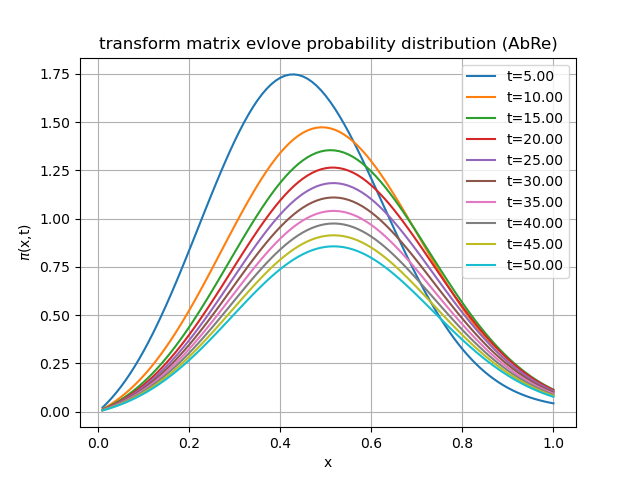 transform matrix evlove probability distribution (AbRe)
π(x,t)
1.75
1.50
1.25
1.00
0.75
0.50
0.25
0.00
t=5.00
t=10.00
t=15.00
t=20.00
t=25.00
t=30.00
t=35.00
t=40.00
t=45.00
t=50.00
0.0 0.2 0.4 0.6 0.8 1.0
x